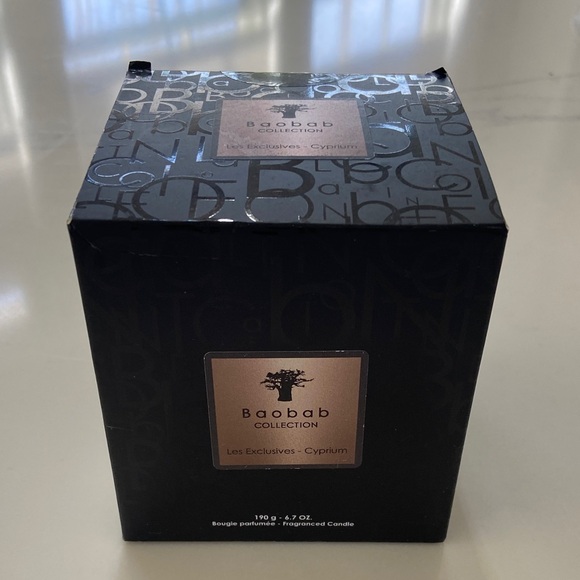 Baobab
COLLECTION
Les Exclusives - Cyprium
Baobab
COLLECTION
Les Exclusives - Cyprium
190 g - 6.7 OZ.
Bougie parfumée - Fragranced Candle